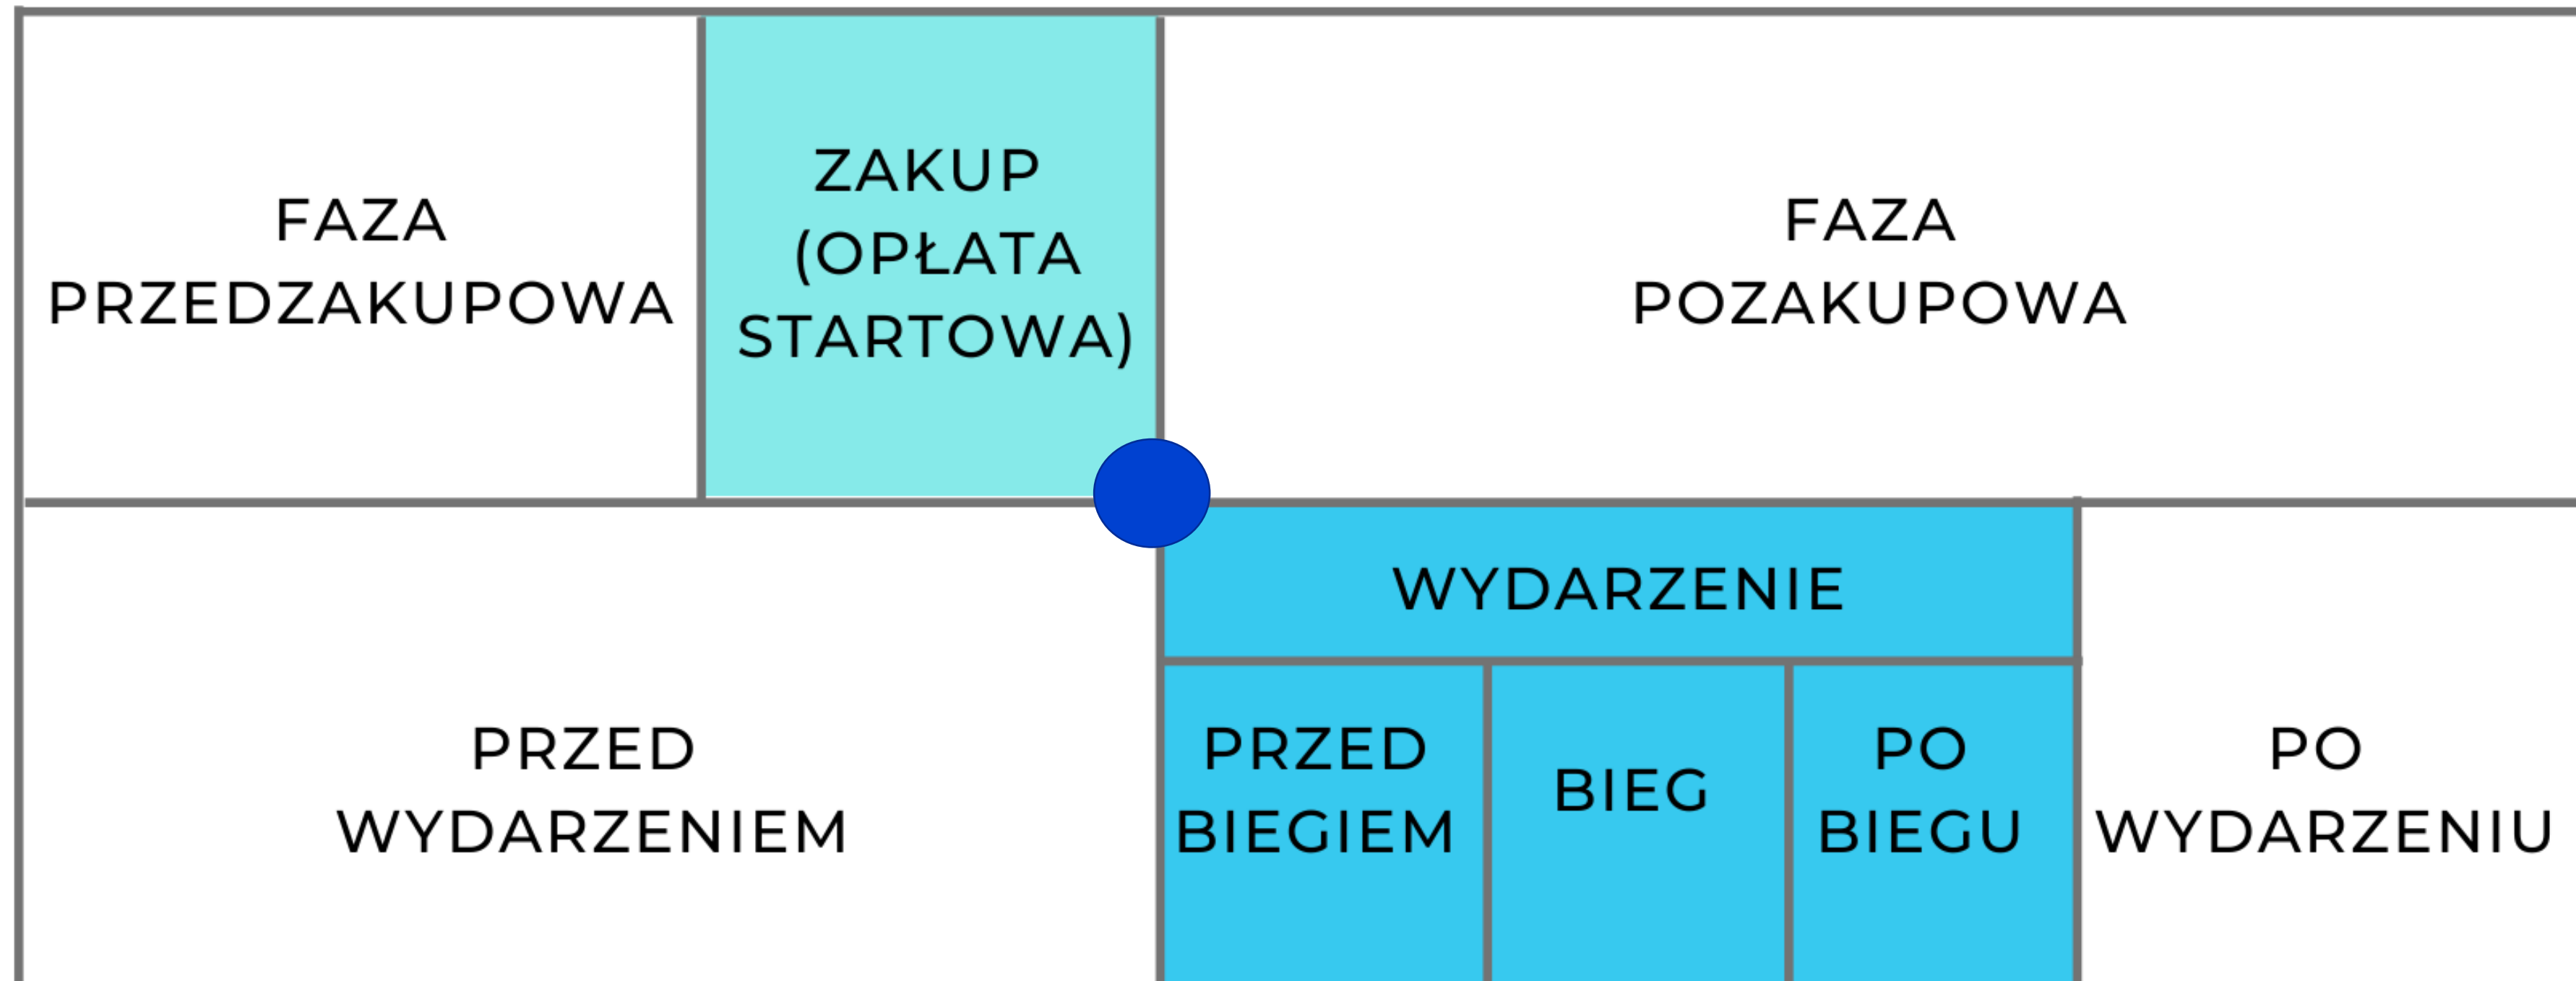 FAZA
PRZEDZAKUPOWA
ZAKUP
(OPŁATA
STARTOWA)
FAZA
POZAKUPOWA
WYDARZENIE
PRZED
WYDARZENIEM
PRZED
BIEGIEM
BIEG
PO
BIEGU
PO
WYDARZENIU